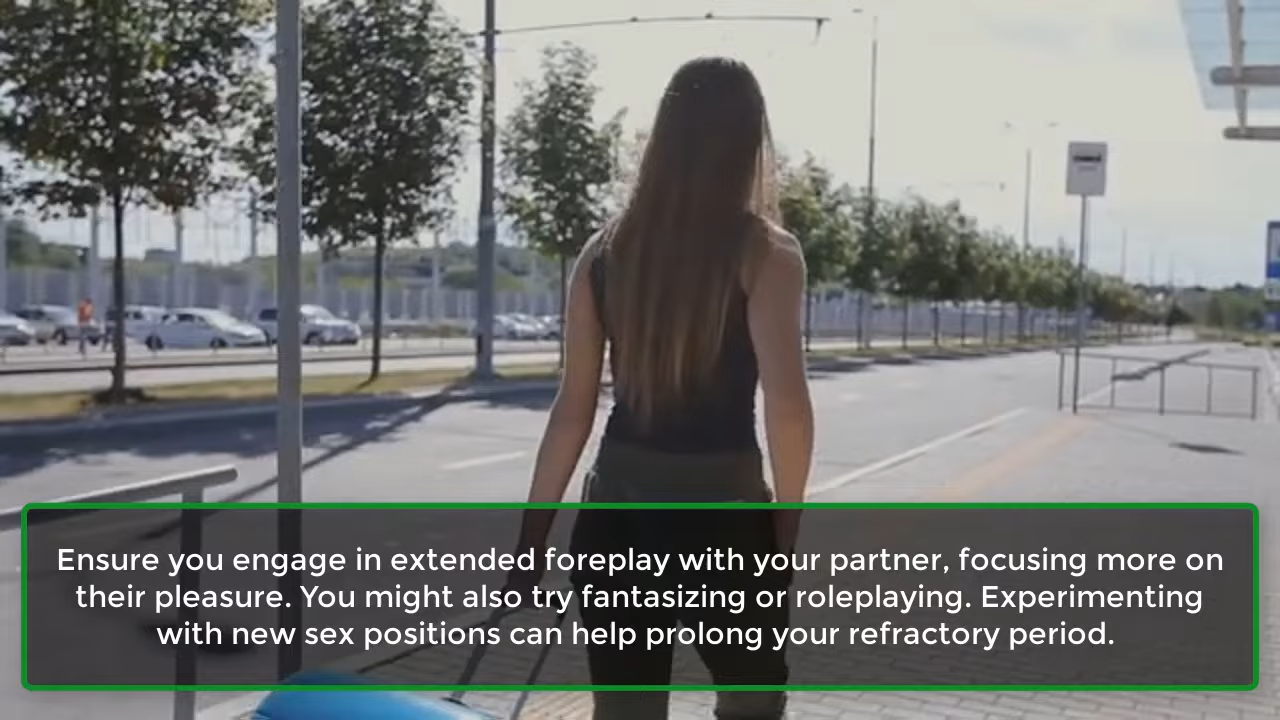 Ensure you engage in extended foreplay with your partner, focusing more on
their pleasure. You might also try fantasizing or roleplaying. Experimenting
with new sex positions can help prolong your refractory period.